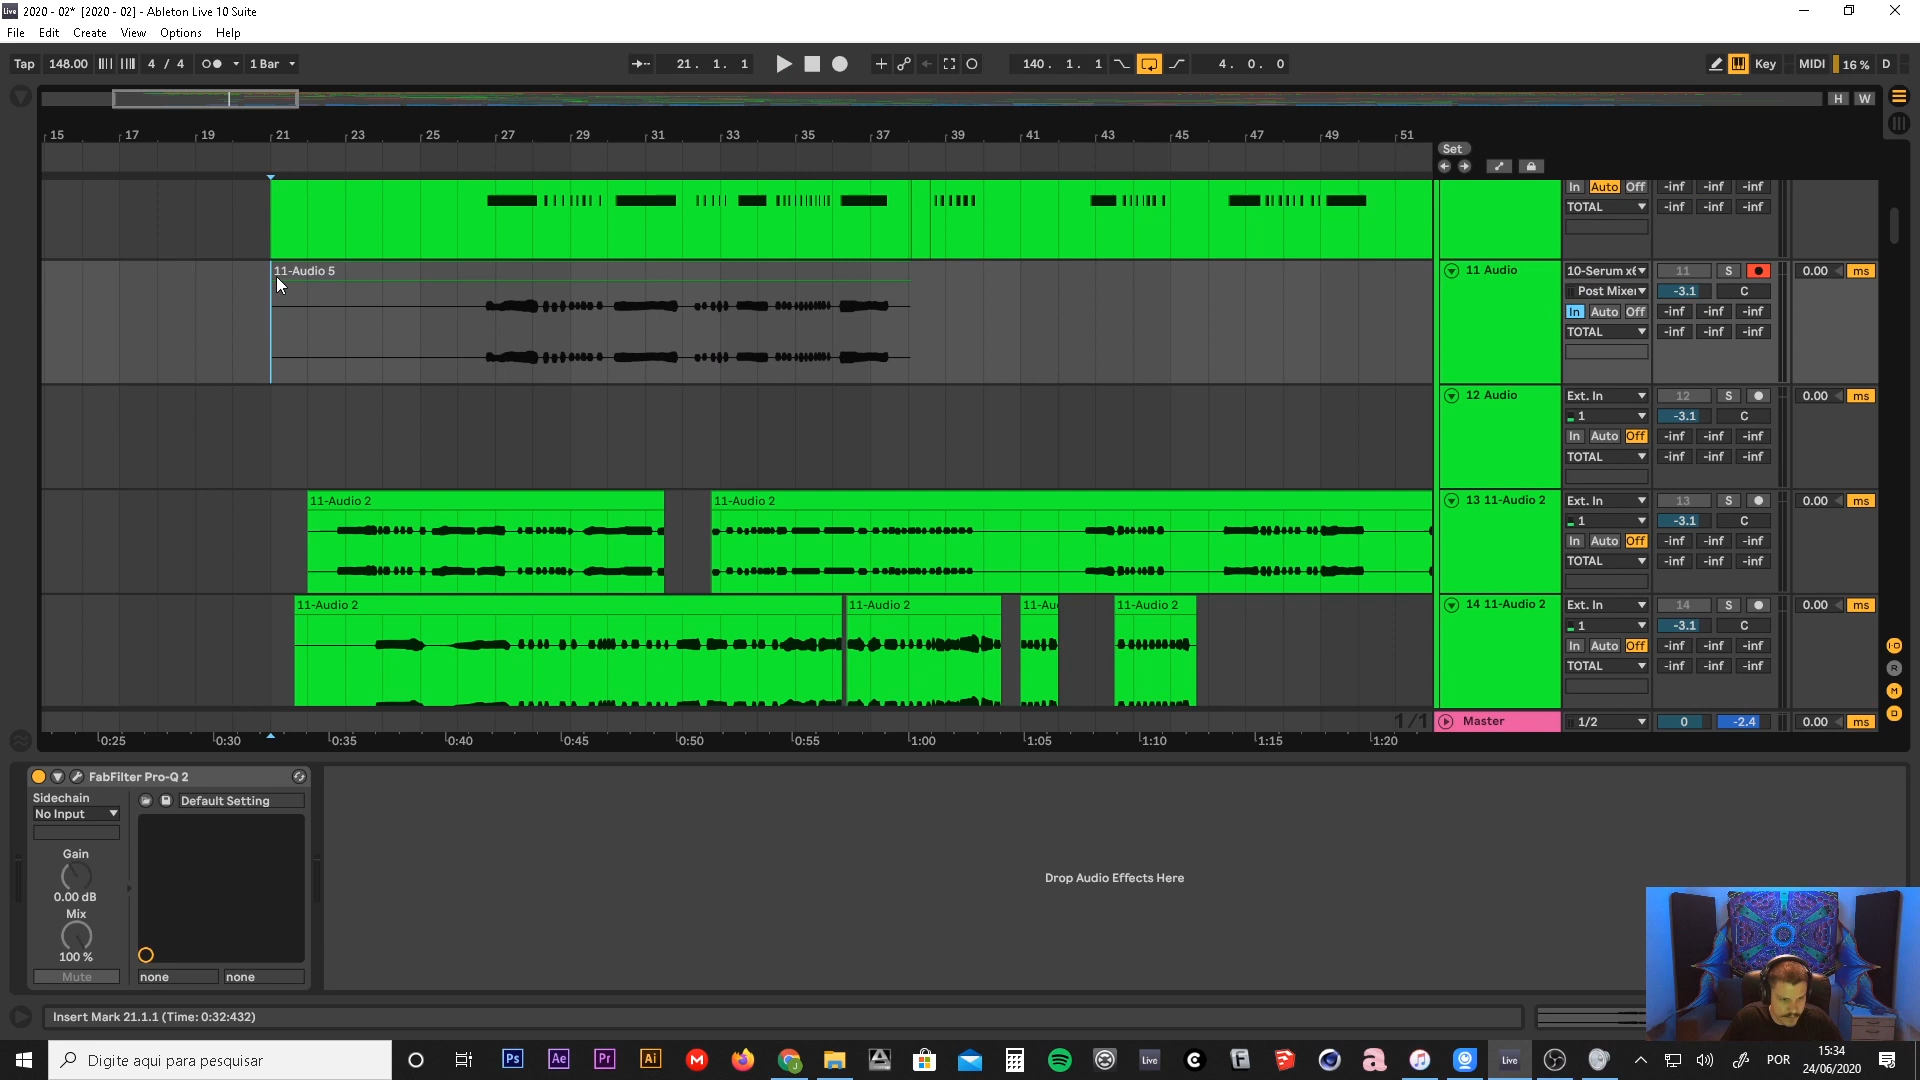 2020 - 02* [2020 - 02] - Ableton Live 10 Suite
File Edit Create View Options Help
Tap 148.00 4 / 4 1 Bar 21. 1. 1 140. 1. 1 4. 0. 0 Key MIDI 16 % D
H W
15 17 19 21 23 25 27 29 31 33 35 37 39 41 43 45 47 49 51
Set
In Auto Off -inf -inf -inf
TOTAL -inf -inf -inf
11-Audio 5
11 Audio 10-Serum x6 11 S 0.00 ms
Post Mixer -3.1 C
In Auto Off -inf -inf -inf
TOTAL -inf -inf -inf
12 Audio Ext. In 12 S 0.00 ms
1 -3.1 C
In Auto Off -inf -inf -inf
TOTAL -inf -inf -inf
11-Audio 2 11-Audio 2 13 11-Audio 2 Ext. In 13 S 0.00 ms
1 -3.1 C
In Auto Off -inf -inf -inf
TOTAL -inf -inf -inf
11-Audio 2 11-Audio 2 11-Au 11-Audio 2 14 11-Audio 2 Ext. In 14 S 0.00 ms
1 -3.1 C
In Auto Off -inf -inf -inf
TOTAL -inf -inf -inf
1/1 Master 1/2 0 -2.4 0.00 ms
0:25 0:30 0:35 0:40 0:45 0:50 0:55 1:00 1:05 1:10 1:15 1:20
I·O
R
M
D
FabFilter Pro-Q 2
Sidechain
No Input
Default Setting
Gain
0.00 dB
Mix
100 %
Mute
none none
Drop Audio Effects Here
Insert Mark 21.1.1 (Time: 0:32:432)
Digite aqui para pesquisar
Ps Ae Pr Ai Live Live
POR
15:34
24/06/2020